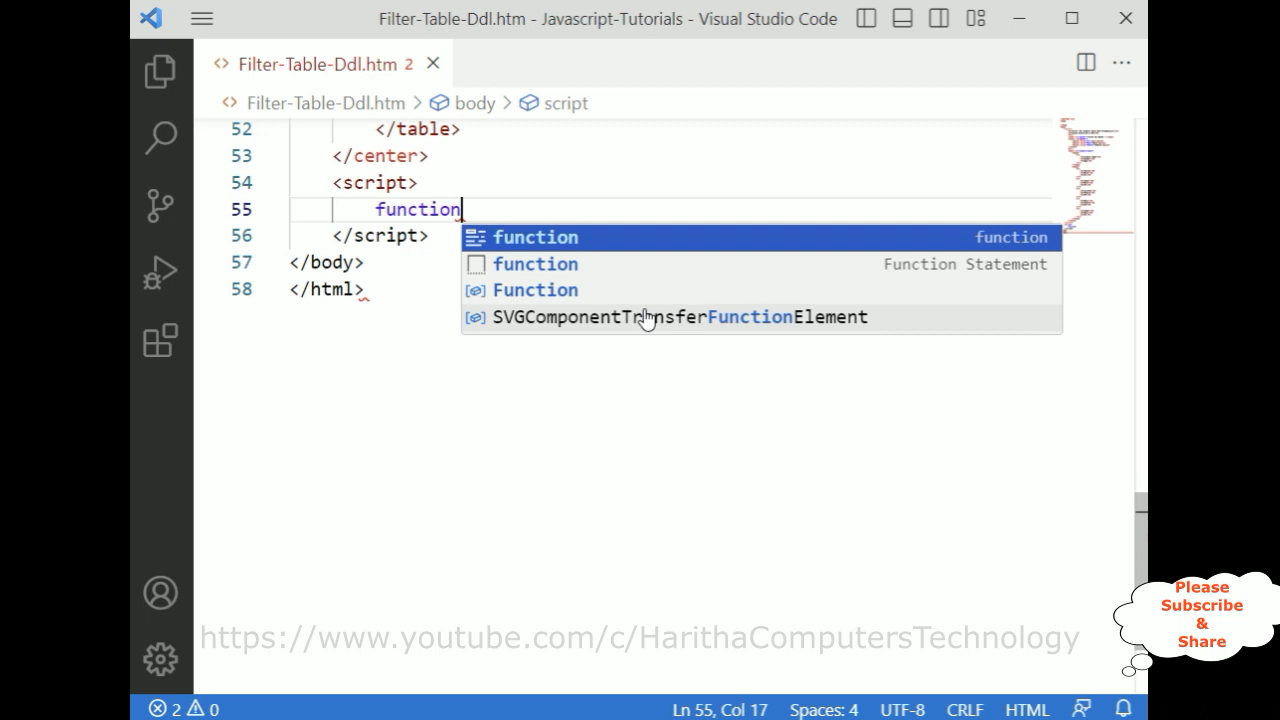 Filter-Table-Ddl.htm - Javascript-Tutorials - Visual Studio Code
Filter-Table-Ddl.htm 2
Filter-Table-Ddl.htm > body > script
52 </table>
53 </center>
54 <script>
55 function
56 </script>
57 </body>
58 </html>
function function
function Function Statement
Function
SVGComponentTransferFunctionElement
Please
Subscribe
&
Share
https://www.youtube.com/c/HarithaComputersTechnology
2 0 Ln 55, Col 17 Spaces: 4 UTF-8 CRLF HTML